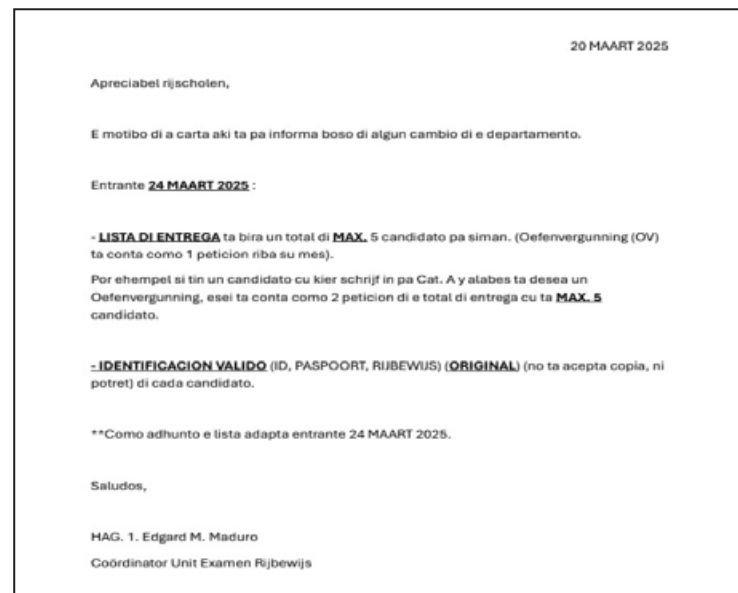 20 MAART 2025
Apreciabel rijscholen,
E motibo di a carta aki ta pa informa boso di algun cambio di e departamento.
Entrante 24 MAART 2025 :
- LISTA DI ENTREGA ta bira un total di MAX. 5 candidato pa siman. (Oefenvergunning (OV)
ta conta como 1 peticion riba su mes).
Por ehempel si tin un candidato cu kier schrijf in pa Cat. A y alabes ta desea un
Oefenvergunning, esei ta conta como 2 peticion di e total di entrega cu ta MAX. 5
candidato.
- IDENTIFICACION VALIDO (ID, PASPOORT, RIJBEWIJS) (ORIGINAL) (no ta acepta copia, ni
potret) di cada candidato.
**Como adhunto e lista adapta entrante 24 MAART 2025.
Saludos,
HAG. 1. Edgard M. Maduro
Coördinator Unit Examen Rijbewijs